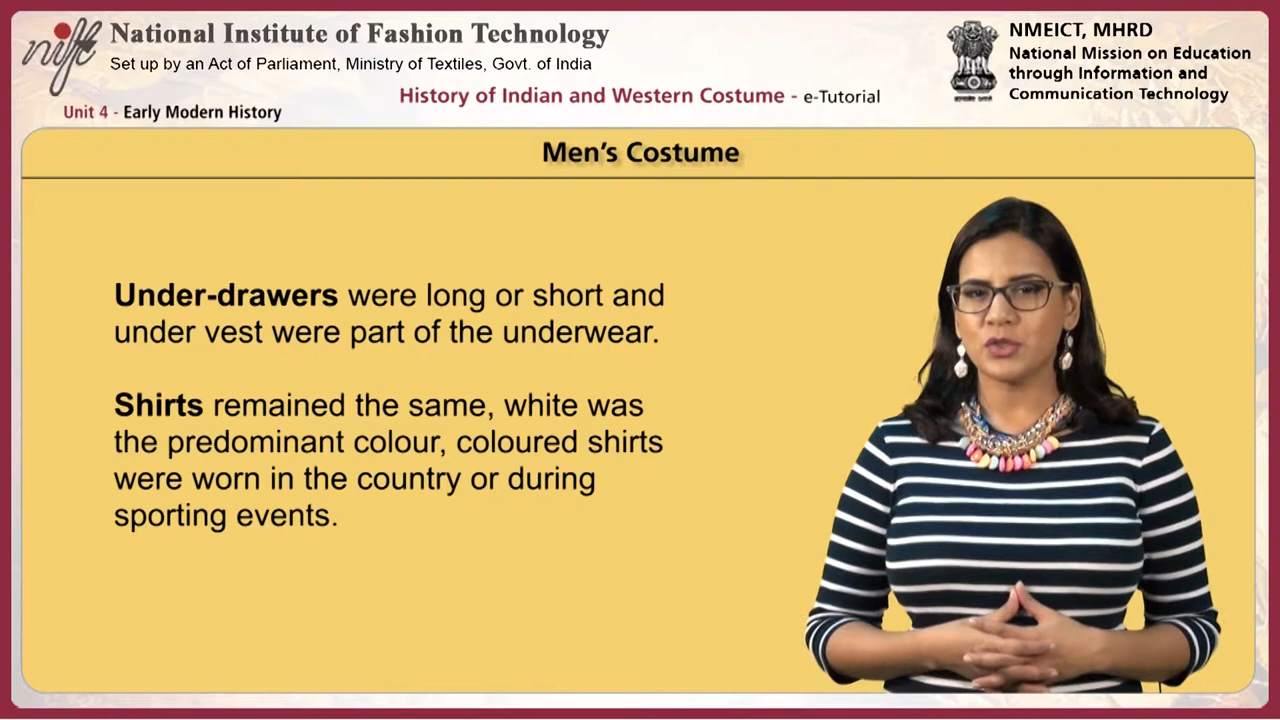 nift
National Institute of Fashion Technology
Set up by an Act of Parliament, Ministry of Textiles, Govt. of India
NMEICT, MHRD
National Mission on Education
through Information and
Communication Technology
History of Indian and Western Costume - e-Tutorial
Unit 4 - Early Modern History
Men’s Costume
Under-drawers were long or short and
under vest were part of the underwear.
Shirts remained the same, white was
the predominant colour, coloured shirts
were worn in the country or during
sporting events.